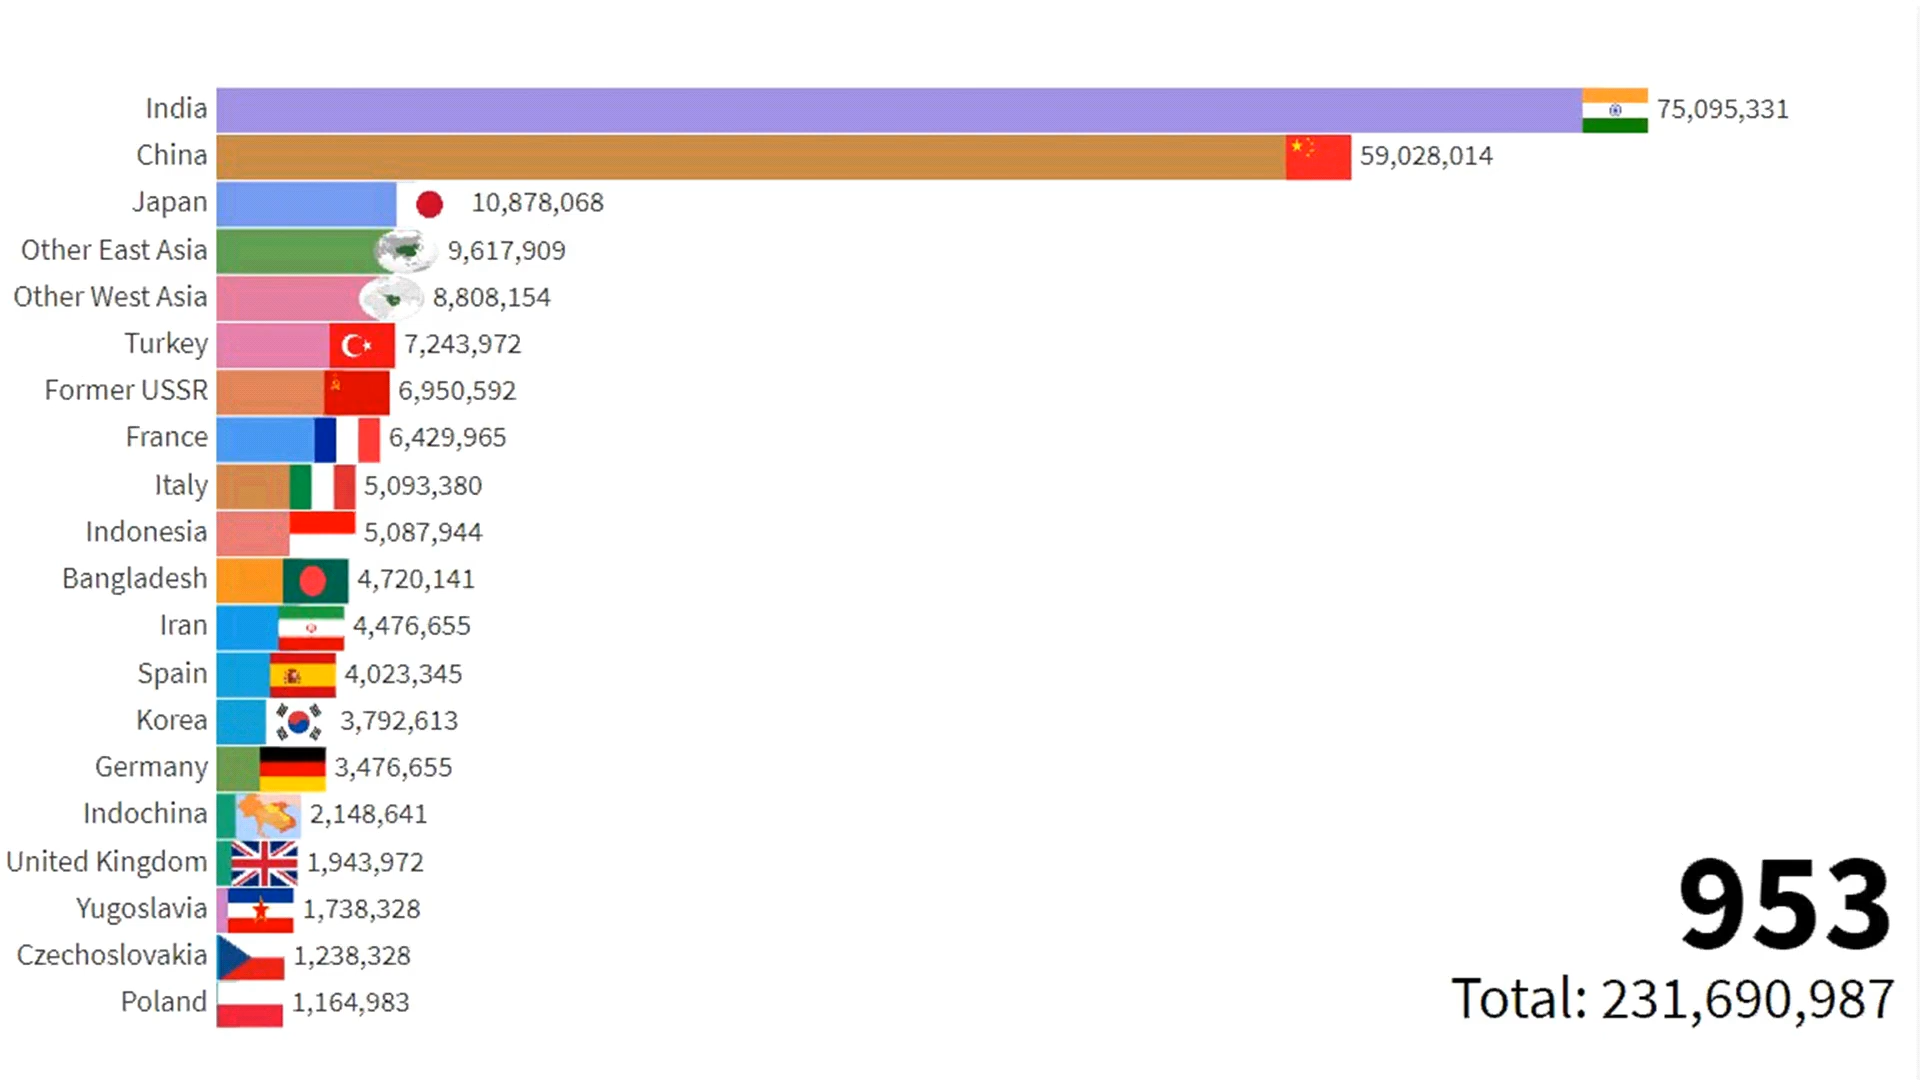 India 75,095,331
China 59,028,014
Japan 10,878,068
Other East Asia 9,617,909
Other West Asia 8,808,154
Turkey 7,243,972
Former USSR 6,950,592
France 6,429,965
Italy 5,093,380
Indonesia 5,087,944
Bangladesh 4,720,141
Iran 4,476,655
Spain 4,023,345
Korea 3,792,613
Germany 3,476,655
Indochina 2,148,641
United Kingdom 1,943,972
Yugoslavia 1,738,328
Czechoslovakia 1,238,328
Poland 1,164,983
953
Total: 231,690,987